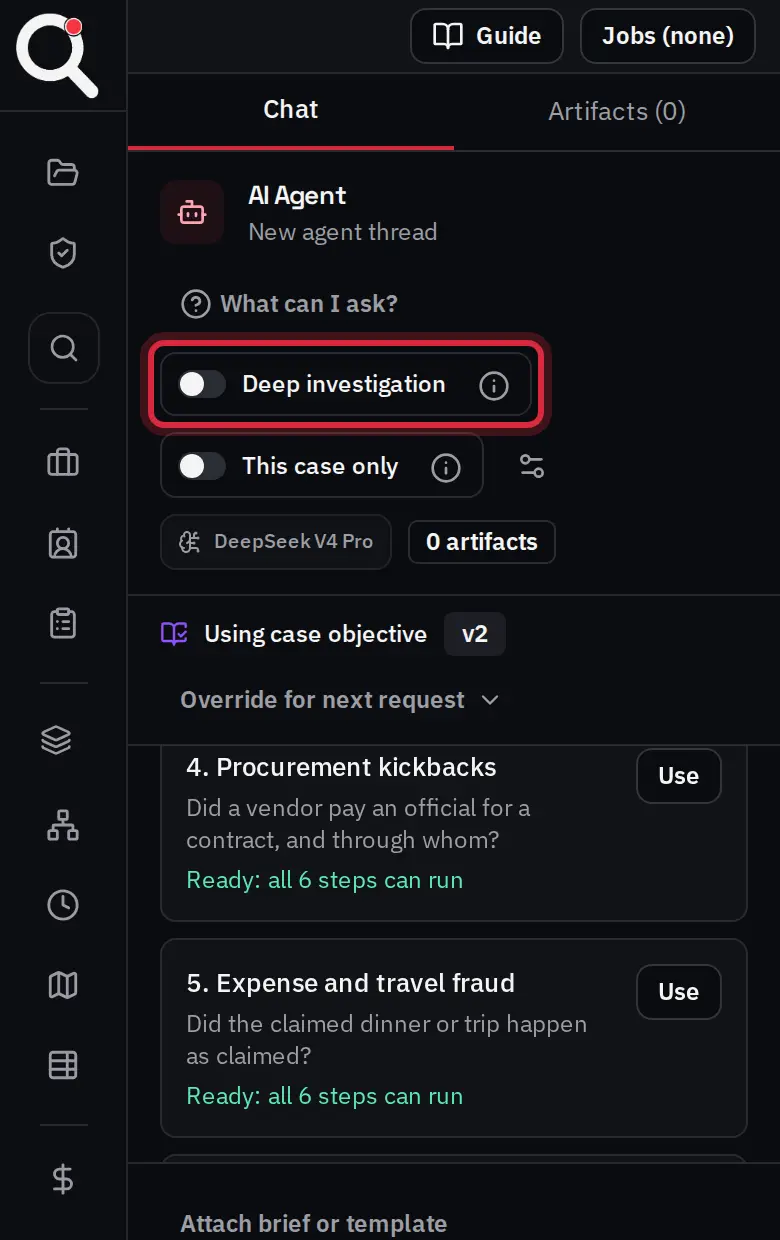 Guide
Jobs (none)
Chat
Artifacts (0)
AI Agent
New agent thread
What can I ask?
Deep investigation
This case only
DeepSeek V4 Pro
0 artifacts
Using case objective
v2
Override for next request
4. Procurement kickbacks
Use
Did a vendor pay an official for a
contract, and through whom?
Ready: all 6 steps can run
5. Expense and travel fraud
Use
Did the claimed dinner or trip happen
as claimed?
Ready: all 6 steps can run
Attach brief or template